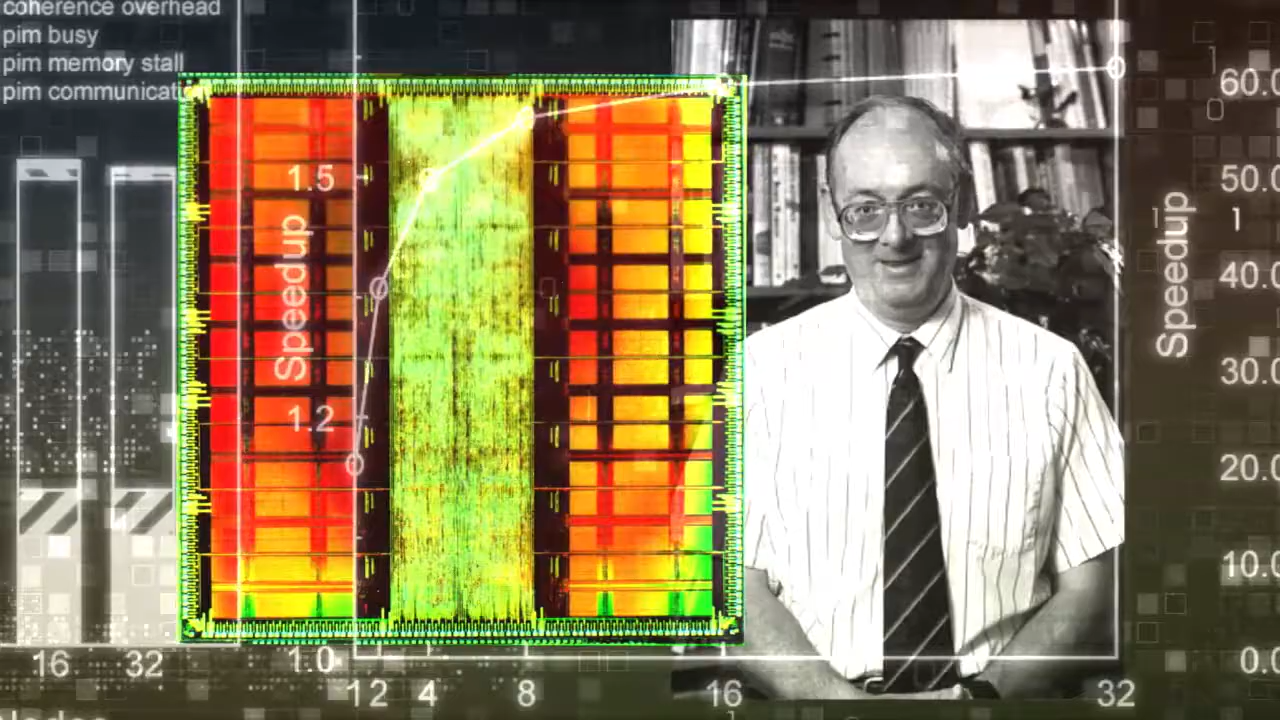 coherence overhead
pim busy
pim memory stall
pim communicati
60.0
1.5
50.0
1
1
Speedup
Speedup
40.0
30.0
1.2
20.0
10.0
1.0
0.0
16 32
1 2 4 8 16 32